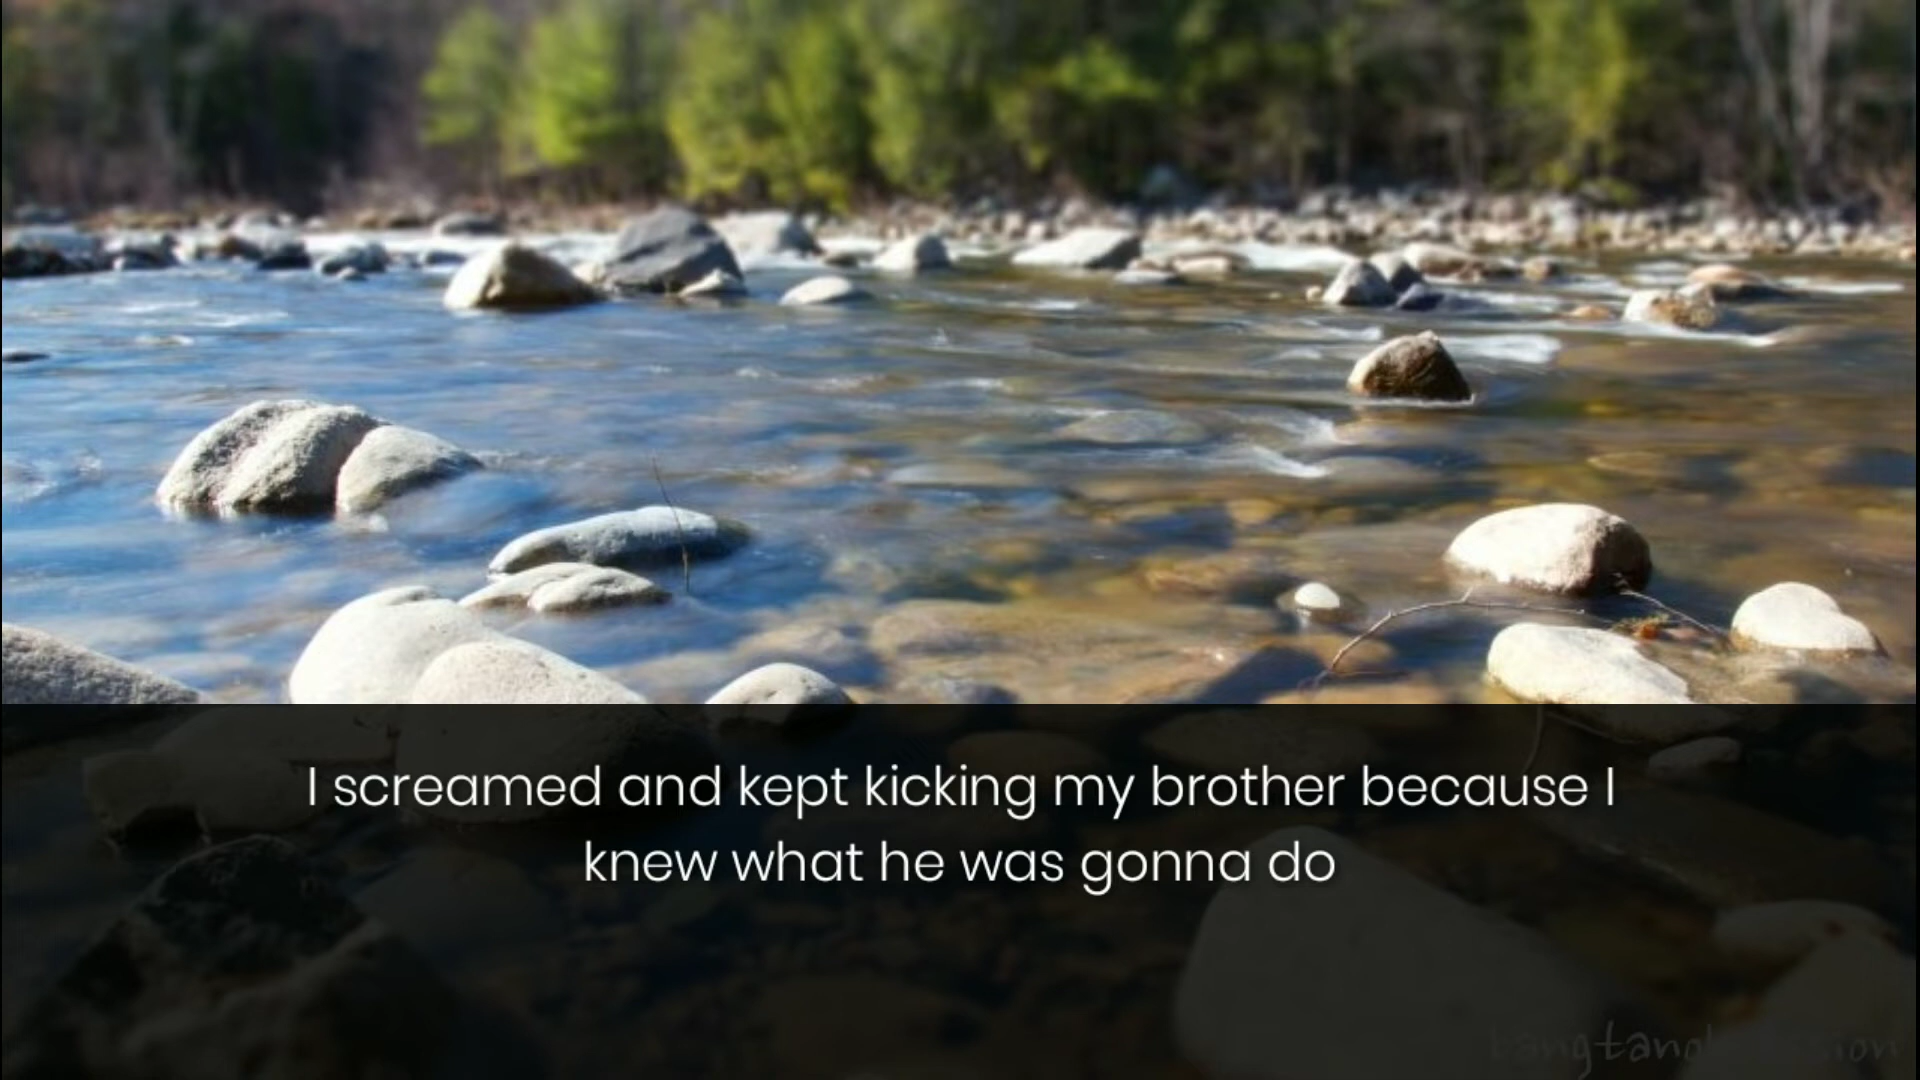 I screamed and kept kicking my brother because I
knew what he was gonna do